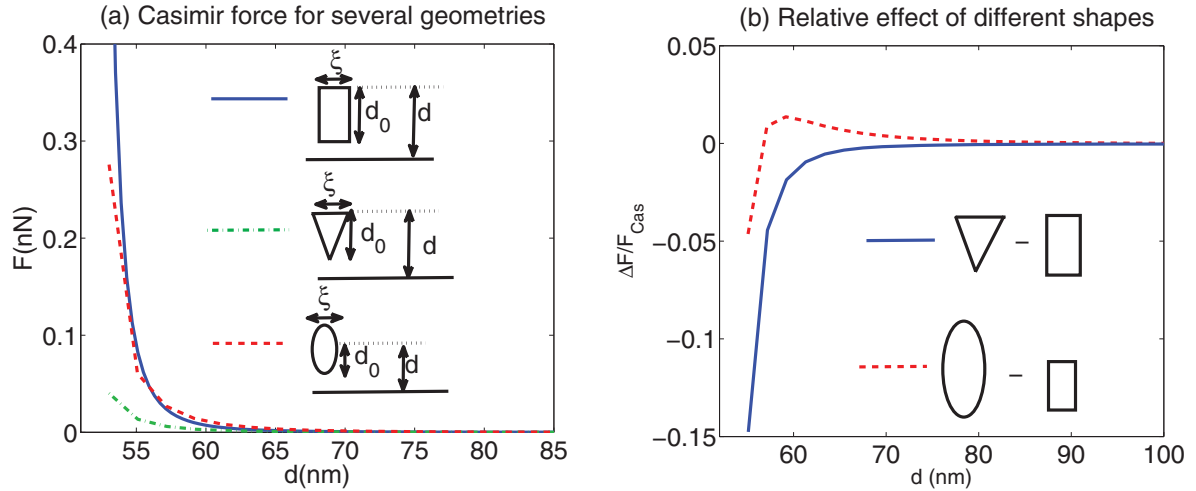 (a) Casimir force for several geometries
F(nN)
0.4
0.3
0.2
0.1
0
55
60
65
70
75
80
85
d(nm)
ξ
d0
d
ξ
d0
d
ξ
d0
d
(b) Relative effect of different shapes
ΔF/FCas
0.05
0
−0.05
−0.1
−0.15
60
70
80
90
100
d (nm)
−
−